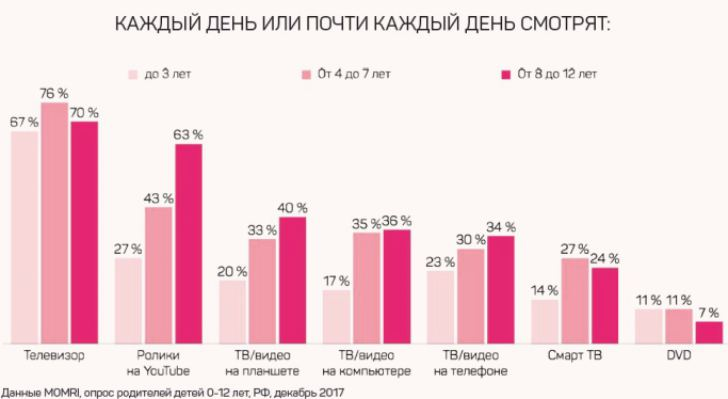 КАЖДЫЙ ДЕНЬ ИЛИ ПОЧТИ КАЖДЫЙ ДЕНЬ СМОТРЯТ:
до 3 лет
От 4 до 7 лет
От 8 до 12 лет
67 %
76 %
70 %
27 %
43 %
63 %
20 %
33 %
40 %
17 %
35 %
36 %
23 %
30 %
34 %
14 %
27 %
24 %
11 %
11 %
7 %
Телевизор
Ролики
на YouTube
ТВ/видео
на планшете
ТВ/видео
на компьютере
ТВ/видео
на телефоне
Смарт ТВ
DVD
Данные MOMRI, опрос родителей детей 0-12 лет, РФ, декабрь 2017